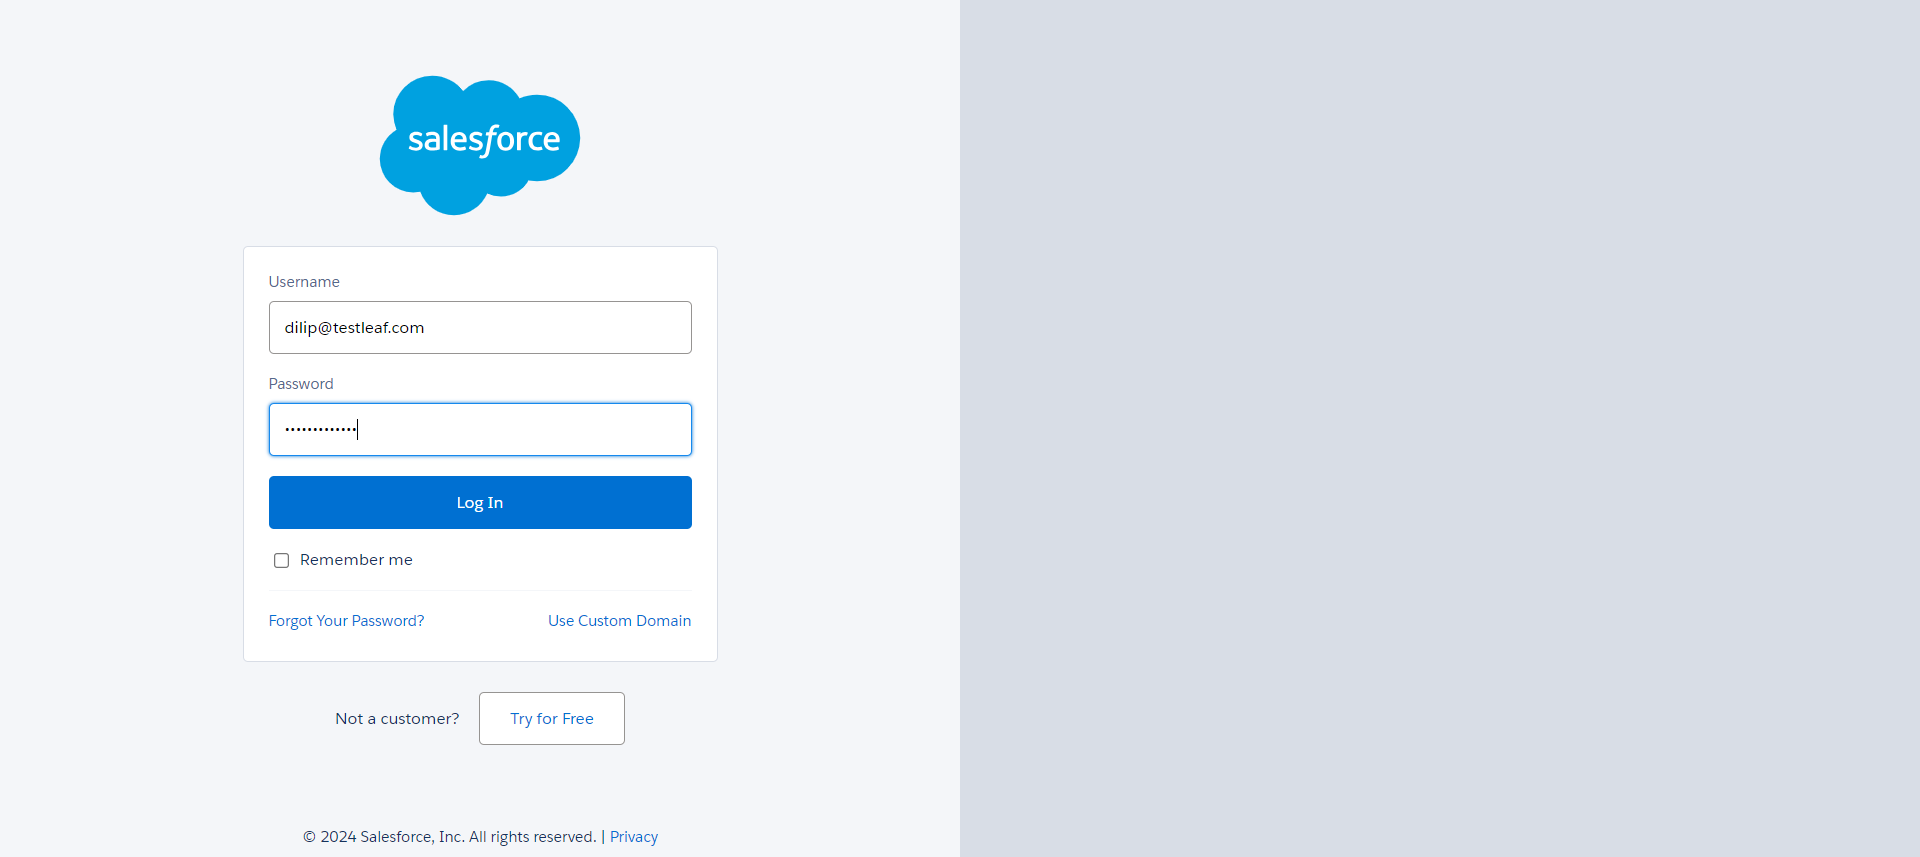 salesforce
Username
dilip@testleaf.com
Password
•••••••••••••
Log In
Remember me
Forgot Your Password? Use Custom Domain
Not a customer? Try for Free
© 2024 Salesforce, Inc. All rights reserved. | Privacy